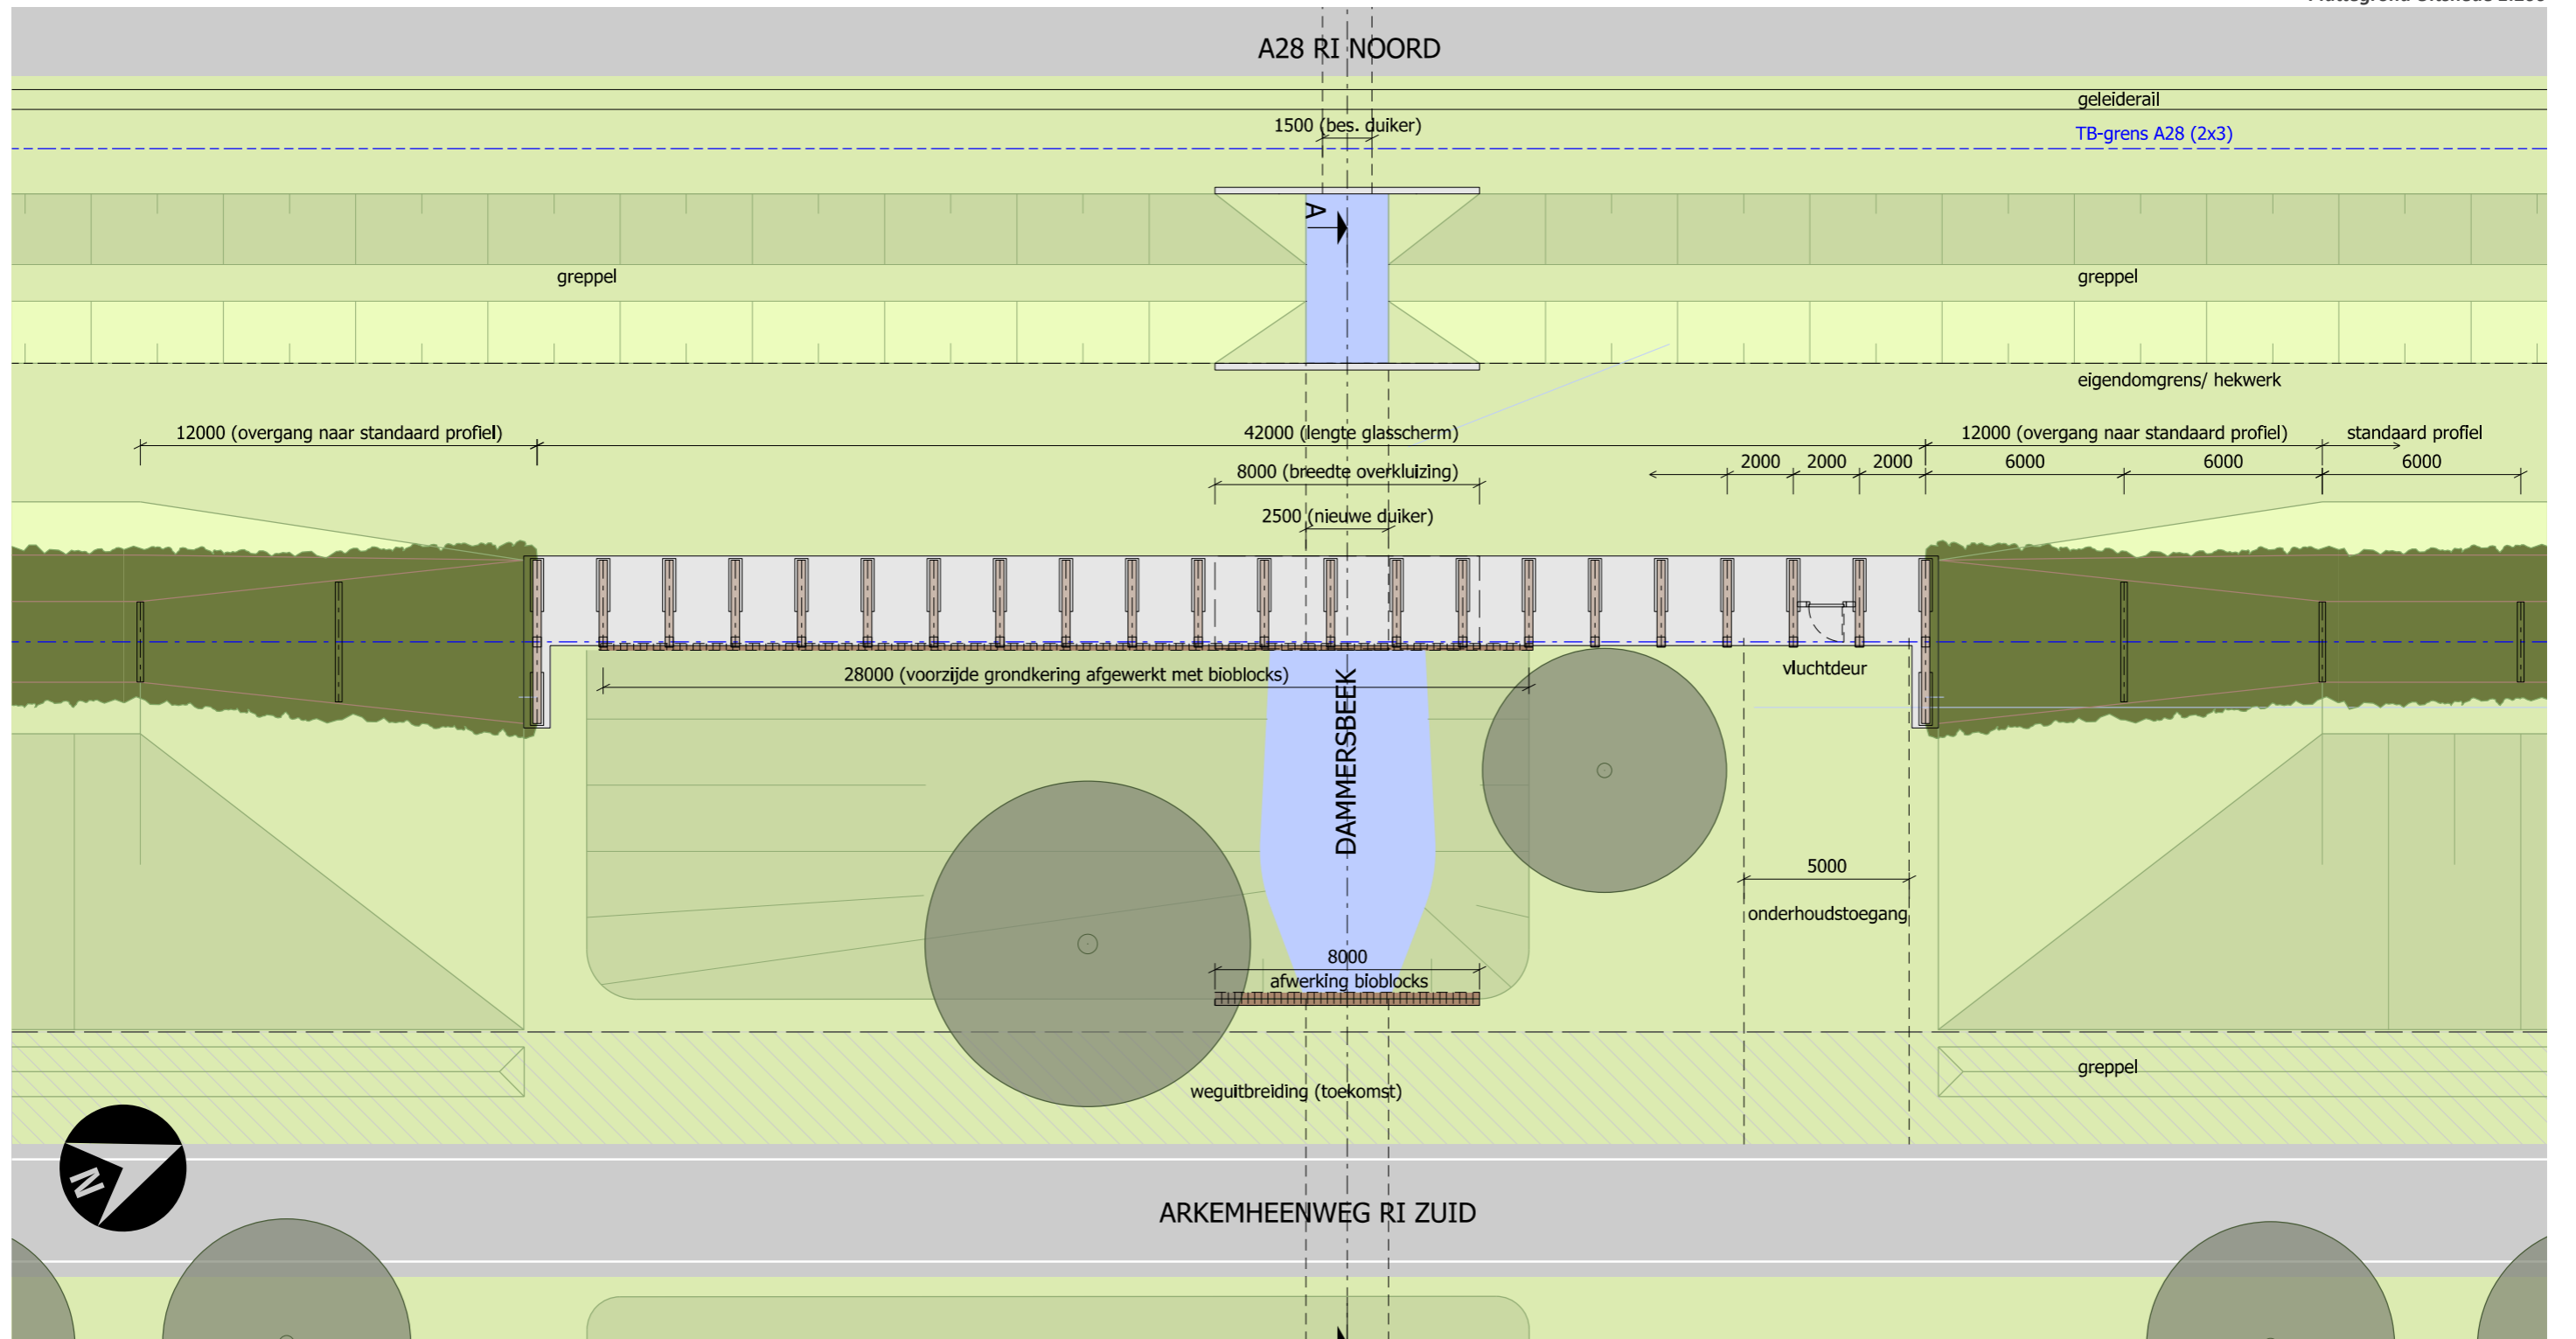 A28 RI NOORD
geleiderail
1500 (bes. duiker)
TB-grens A28 (2x3)
A
greppel
greppel
eigendomgrens/ hekwerk
12000 (overgang naar standaard profiel)
42000 (lengte glasscherm)
12000 (overgang naar standaard profiel)
standaard profiel
8000 (breedte overkluizing)
2000
2000
2000
6000
6000
6000
2500 (nieuwe duiker)
28000 (voorzijde grondkering afgewerkt met bioblocks)
vluchtdeur
DAMMERSBEEK
5000
onderhoudstoegang
8000
afwerking bioblocks
greppel
weguitbreiding (toekomst)
N
ARKEMHEENWEG RI ZUID